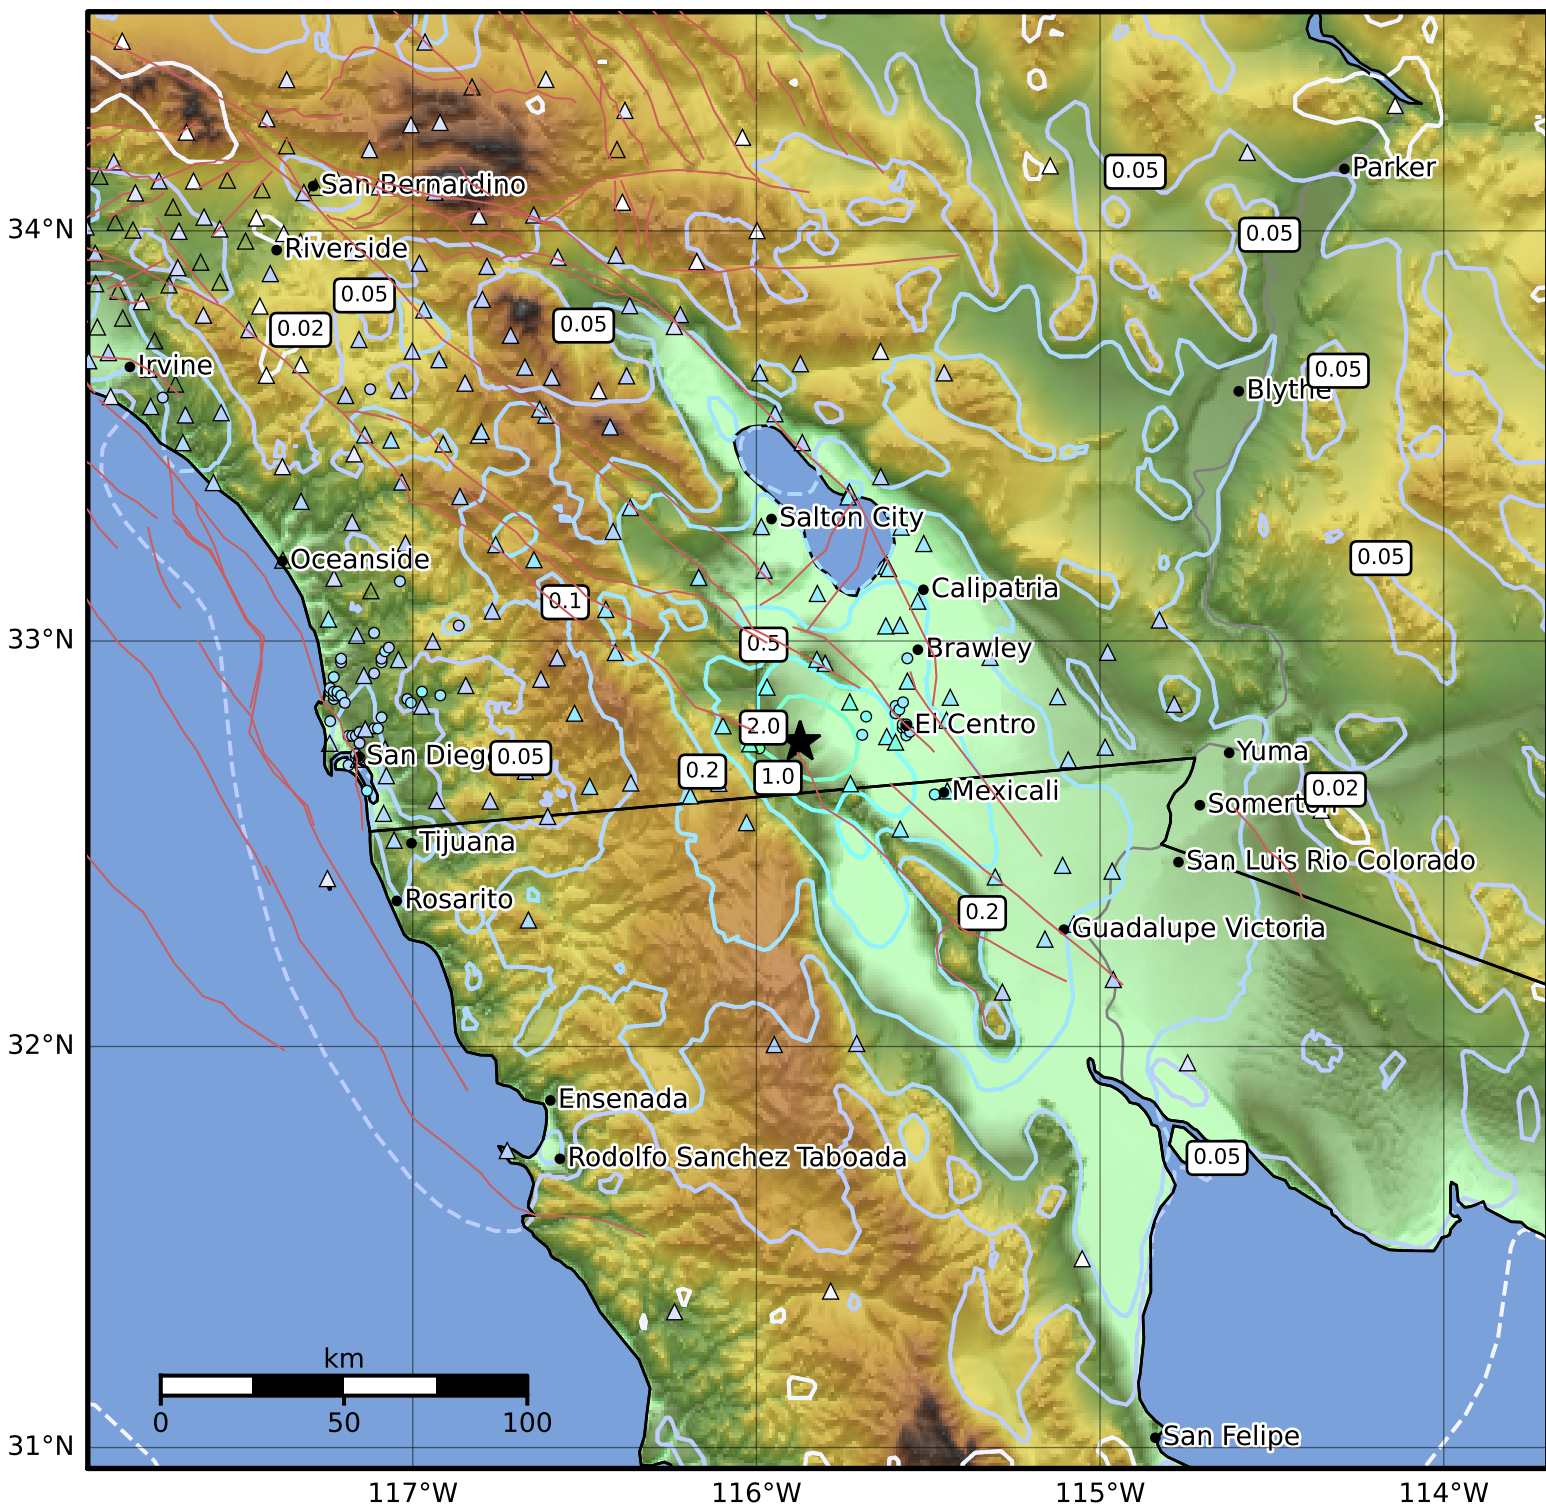 0.05
Parker
San Bernardino
34°N
0.05
Riverside
0.05
0.02
0.05
Irvine
0.05
Blythe
Salton City
Oceanside
0.05
Calipatria
0.1
33°N
0.5
Brawley
2.0
El Centro
San Dieg
0.05
Yuma
0.2
1.0
Mexicali
0.02
Somerton
Tijuana
San Luis Rio Colorado
Rosarito
0.2
Guadalupe Victoria
32°N
Ensenada
Rodolfo Sanchez Taboada
0.05
km
0 50 100
San Felipe
31°N
117°W 116°W 115°W 114°W